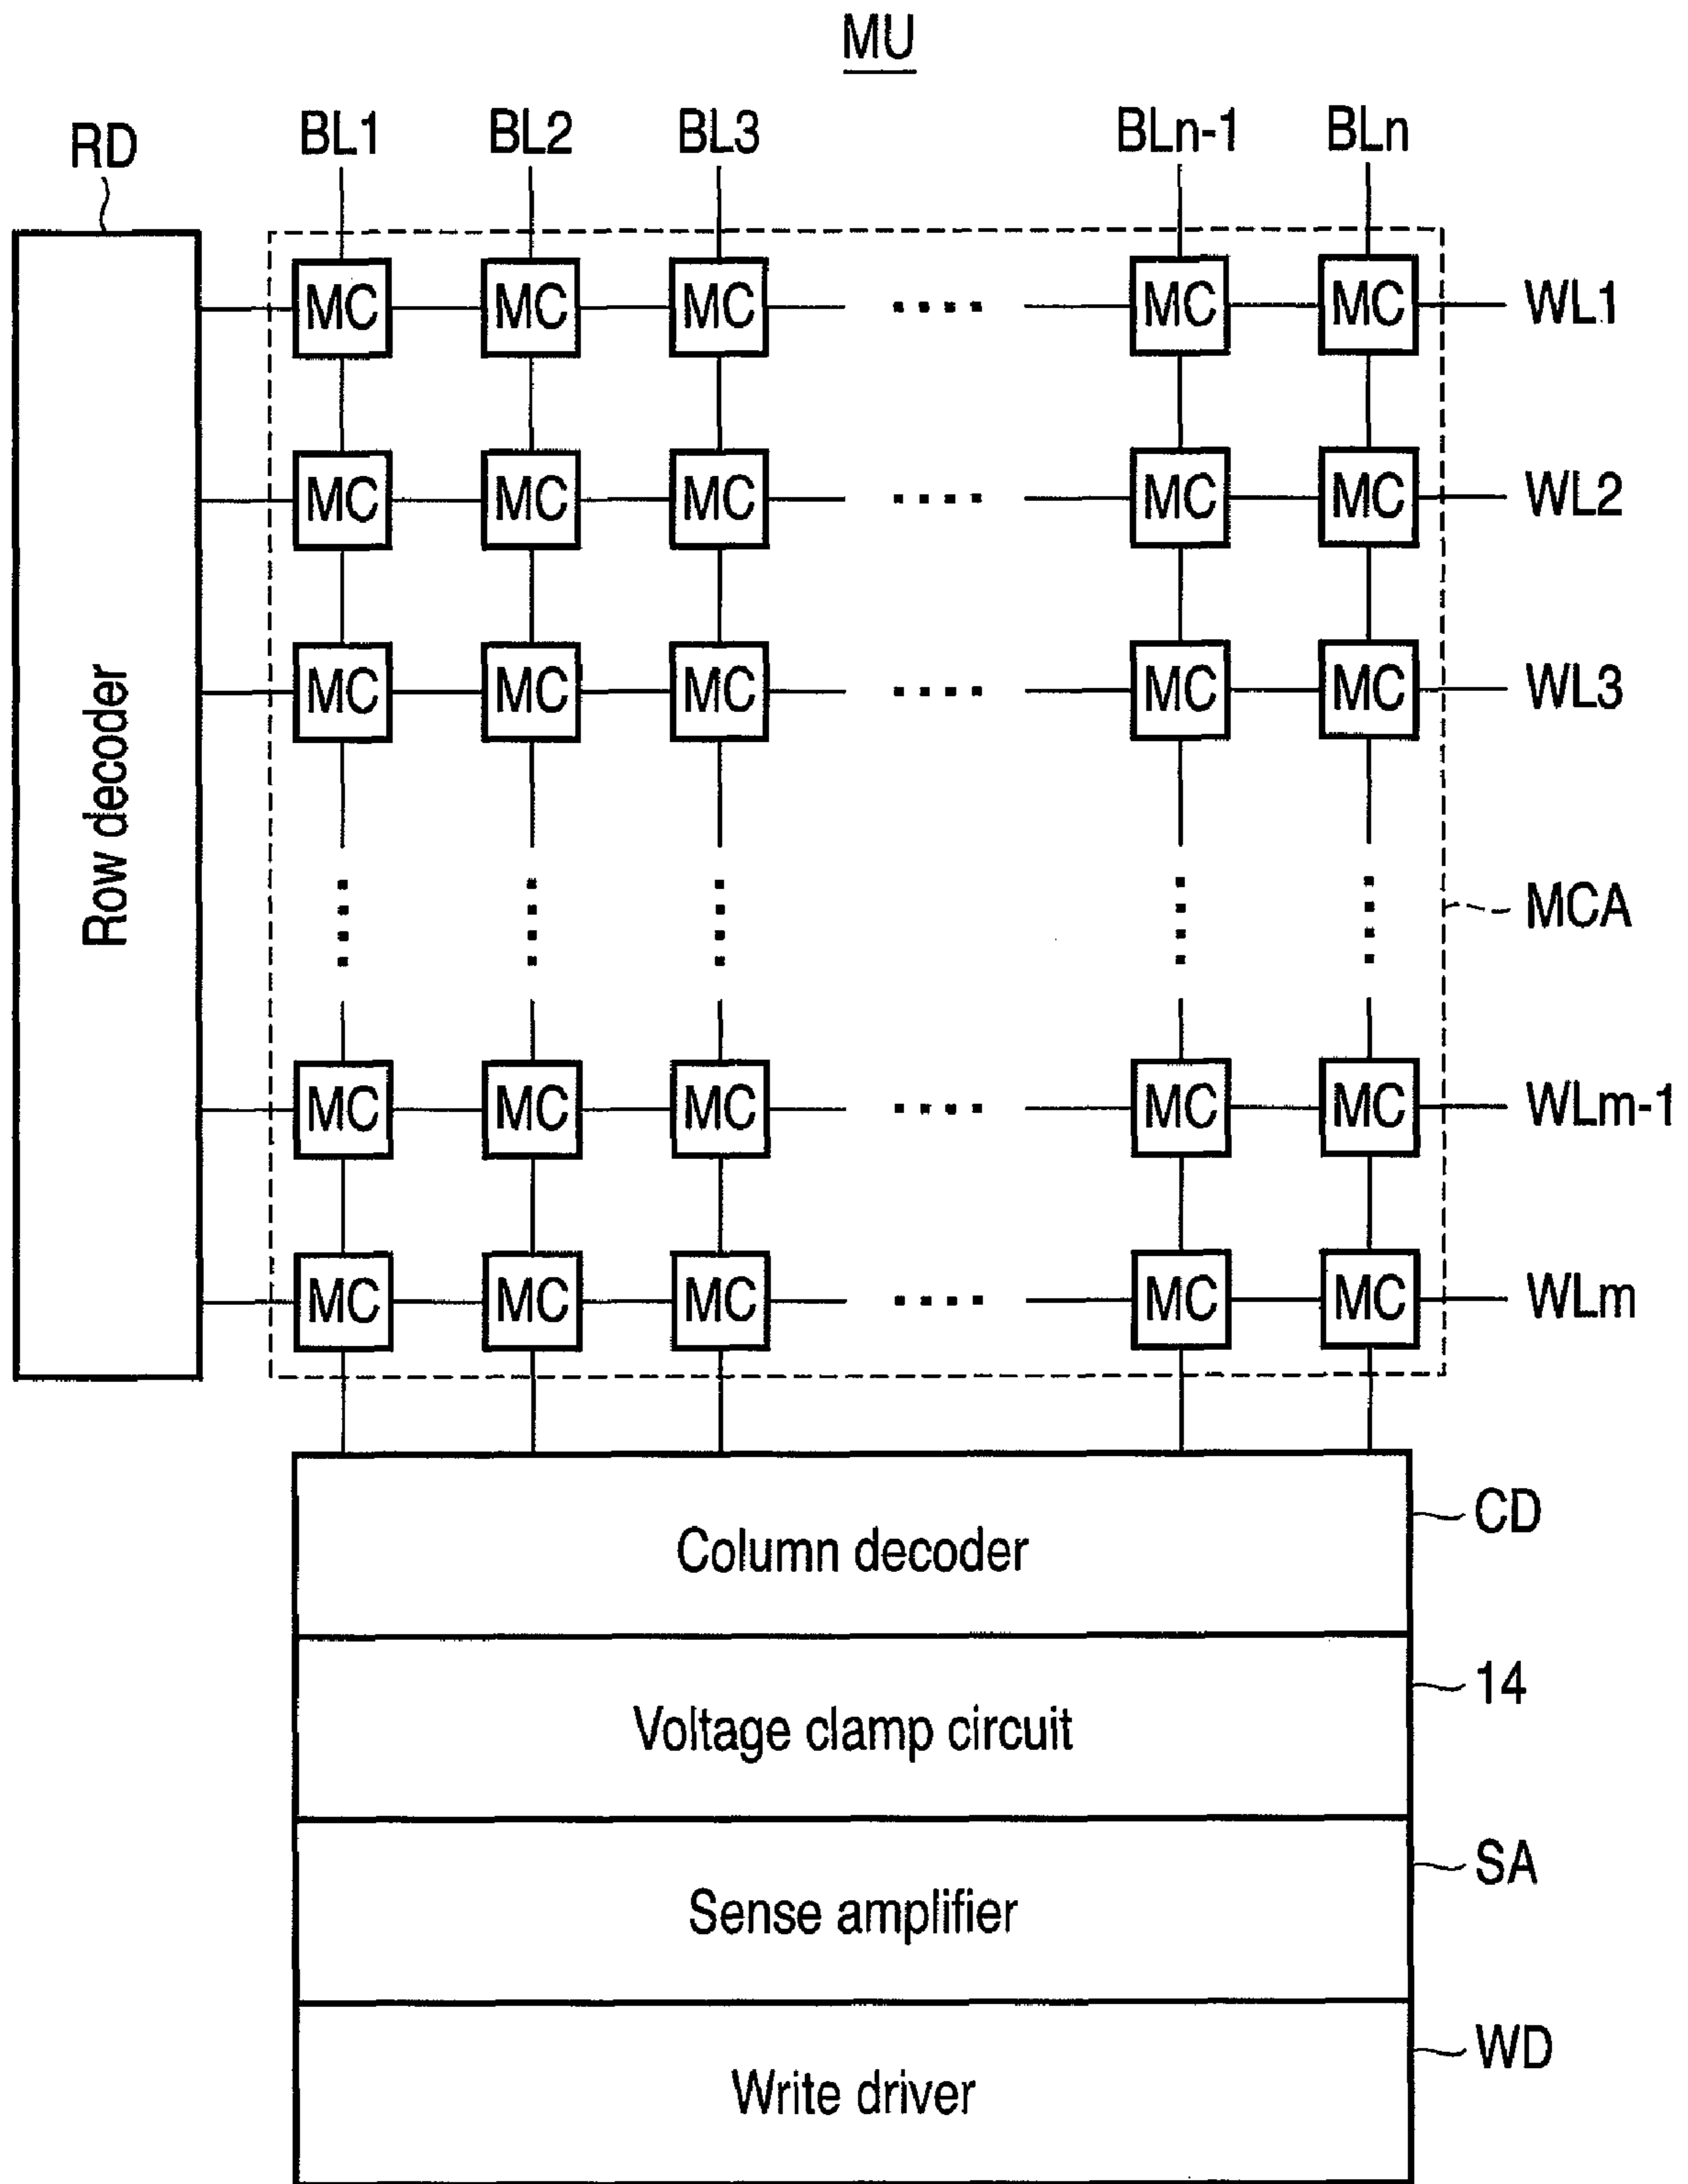 MU
RD BL1 BL2 BL3 BLn-1 BLn
MC MC MC .... MC MC WL1
MC MC MC .... MC MC WL2
MC MC MC .... MC MC WL3
Row decoder
MCA
MC MC MC .... MC MC WLm-1
MC MC MC .... MC MC WLm
Column decoder CD
Voltage clamp circuit 14
Sense amplifier SA
Write driver WD